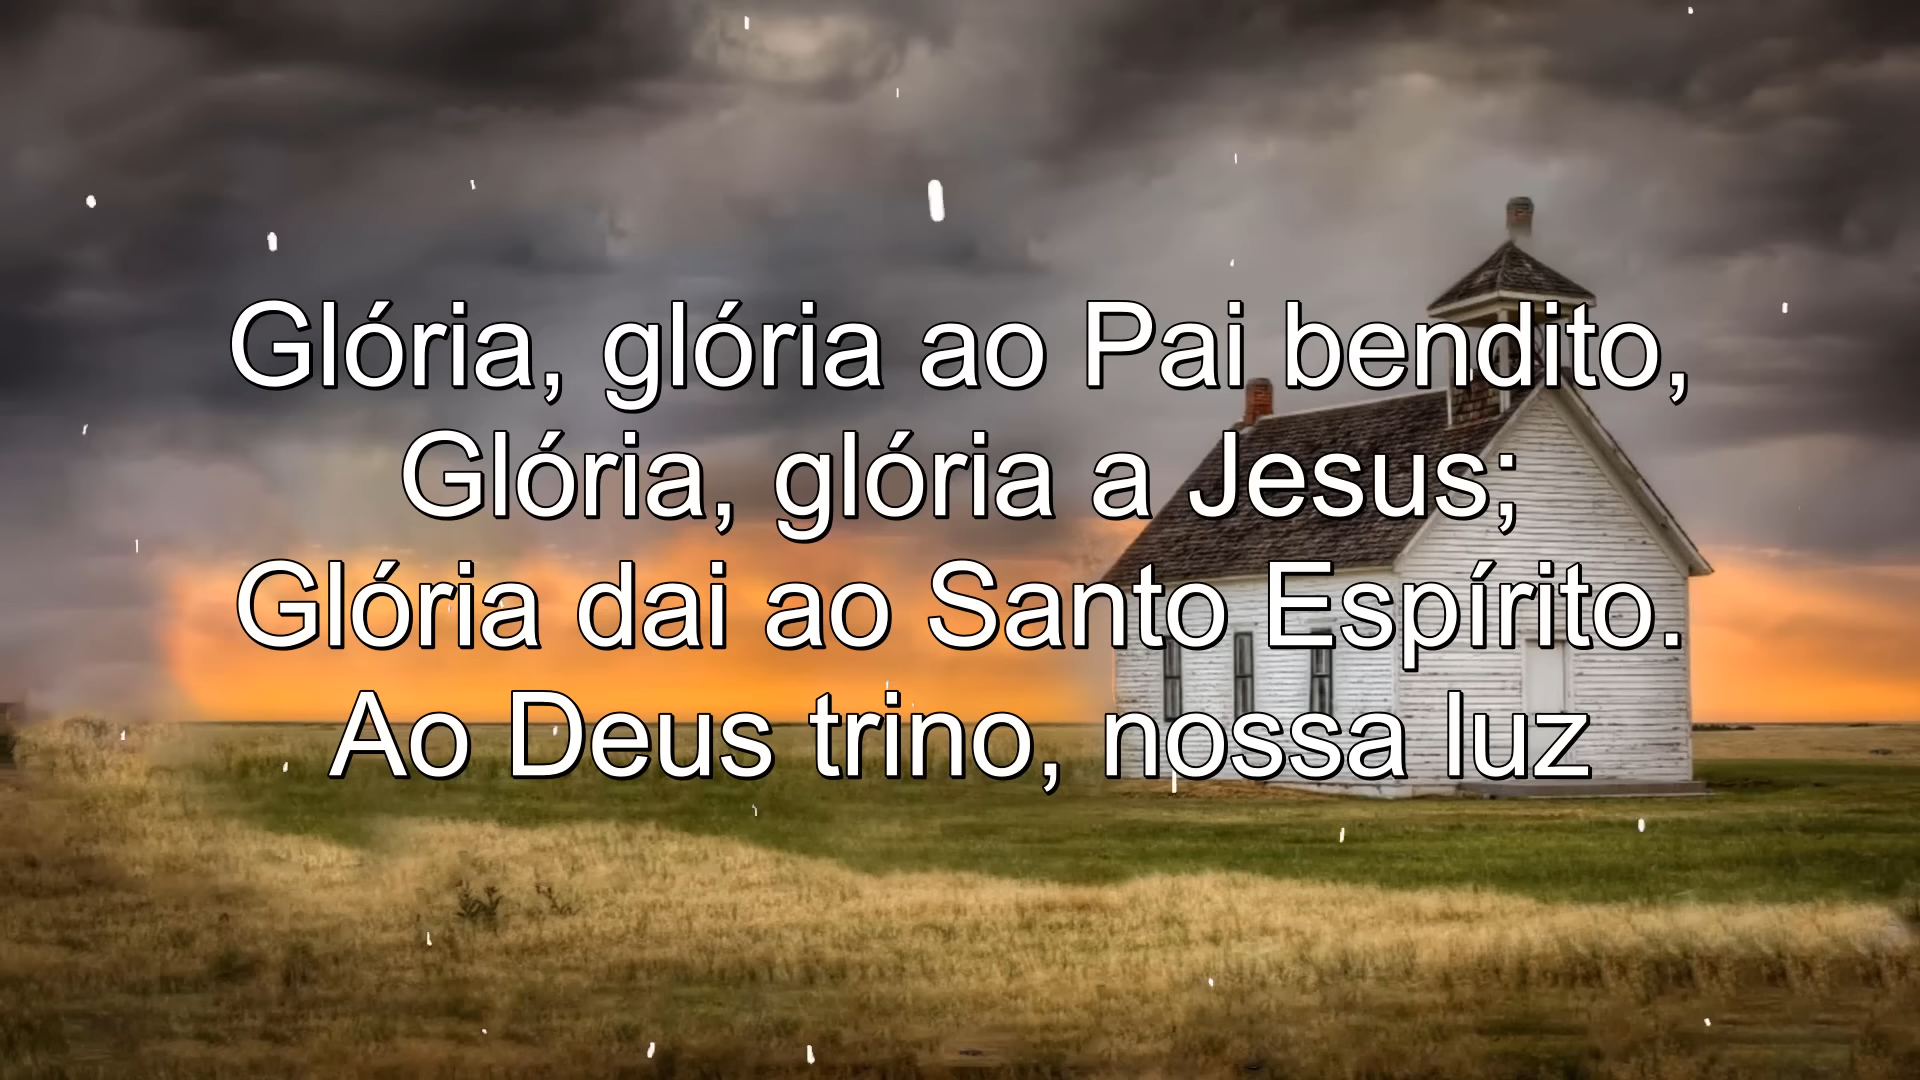 Glória, glória ao Pai bendito,
Glória, glória a Jesus;
Glória dai ao Santo Espírito.
Ao Deus trino, nossa luz